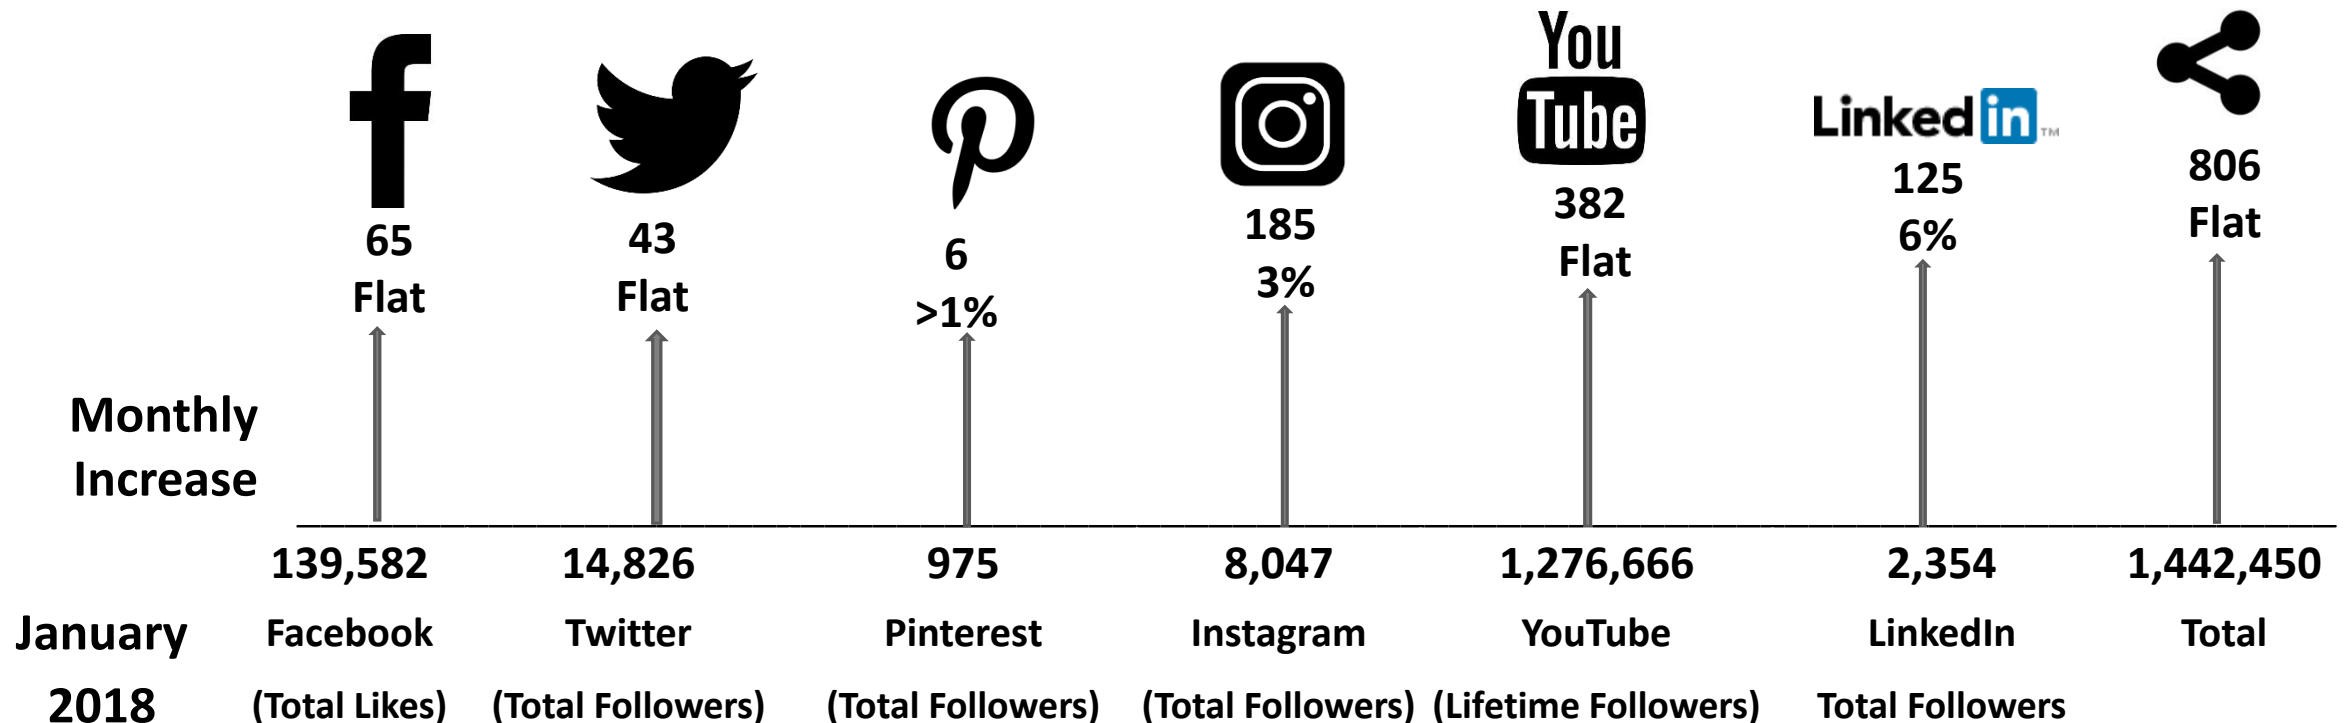 You
Tube
Linked in TM
65
Flat
43
Flat
6
>1%
185
3%
382
Flat
125
6%
806
Flat
Monthly
Increase
139,582 14,826 975 8,047 1,276,666 2,354 1,442,450
January Facebook Twitter Pinterest Instagram YouTube LinkedIn Total
2018 (Total Likes) (Total Followers) (Total Followers) (Total Followers) (Lifetime Followers) Total Followers